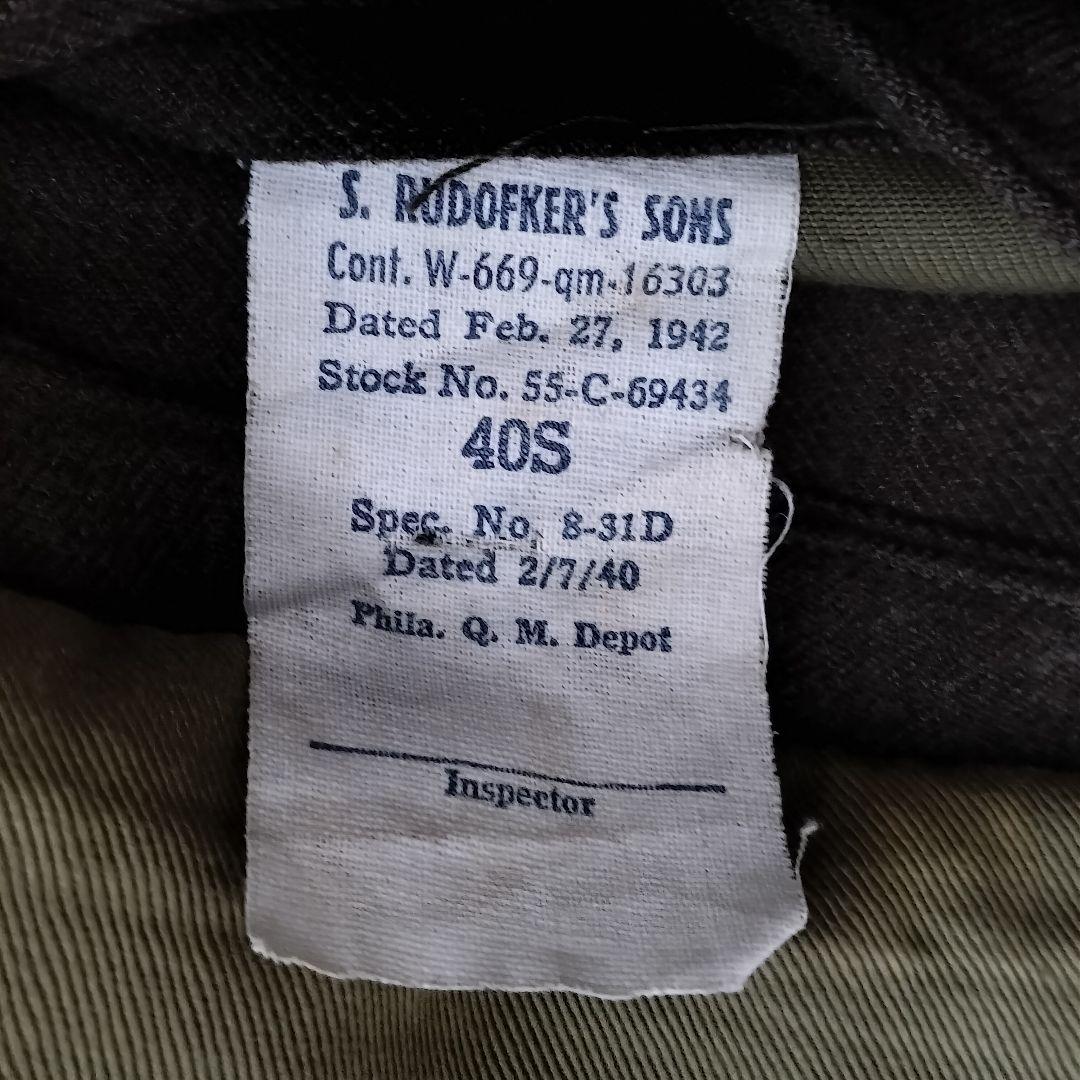 S. RUDOFKER'S SONS
Cont. W-669-qm-16303
Dated Feb. 27, 1942
Stock No. 55-C-69434
40S
Spec. No. 8-31D
Dated 2/7/40
Phila. Q. M. Depot
Inspector